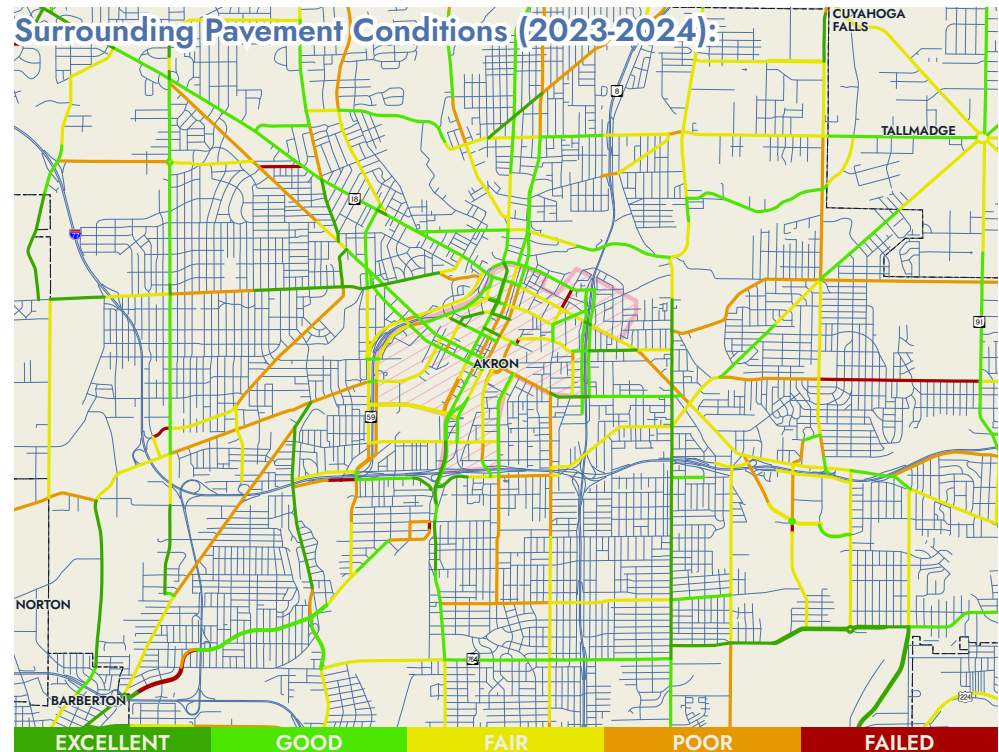 Surrounding Pavement Conditions (2023-2024):
CUYAHOGA
FALLS
8
TALLMADGE
18
77
91
AKRON
59
NORTON
764
224
BARBERTON
EXCELLENT GOOD FAIR POOR FAILED